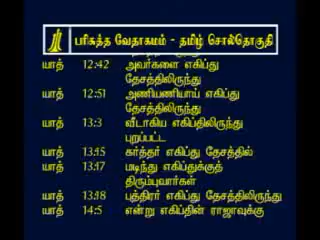 பரிசுத்த வேதாகமம் - தமிழ் சொல்தொகுதி
யாத் 12:42 அவர்களை எகிப்து
தேசத்திலிருந்து
யாத் 12:51 அணியணியாய் எகிப்து
தேசத்திலிருந்து
யாத் 13:3 வீடாகிய எகிப்திலிருந்து
புறப்பட்ட
யாத் 13:15 கர்த்தர் எகிப்து தேசத்தில்
யாத் 13:17 மடிந்து எகிப்துக்குத்
திரும்புவார்கள்
யாத் 13:18 புத்திரர் எகிப்து தேசத்திலிருந்து
யாத் 14:5 என்று எகிப்தின் ராஜாவுக்கு